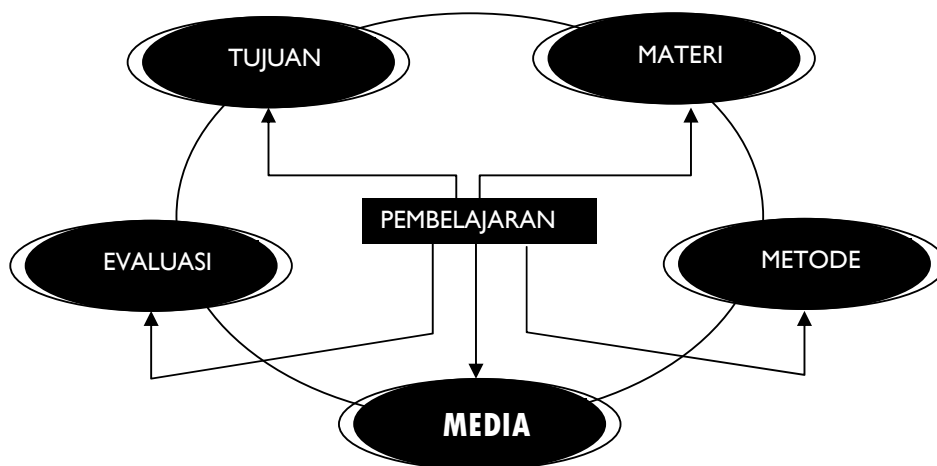 TUJUAN
MATERI
PEMBELAJARAN
EVALUASI
METODE
MEDIA